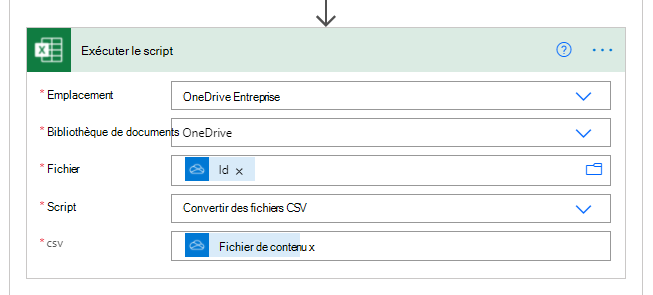 Exécuter le script
* Emplacement OneDrive Entreprise
* Bibliothèque de documents OneDrive
* Fichier Id x
* Script Convertir des fichiers CSV
* csv Fichier de contenu x